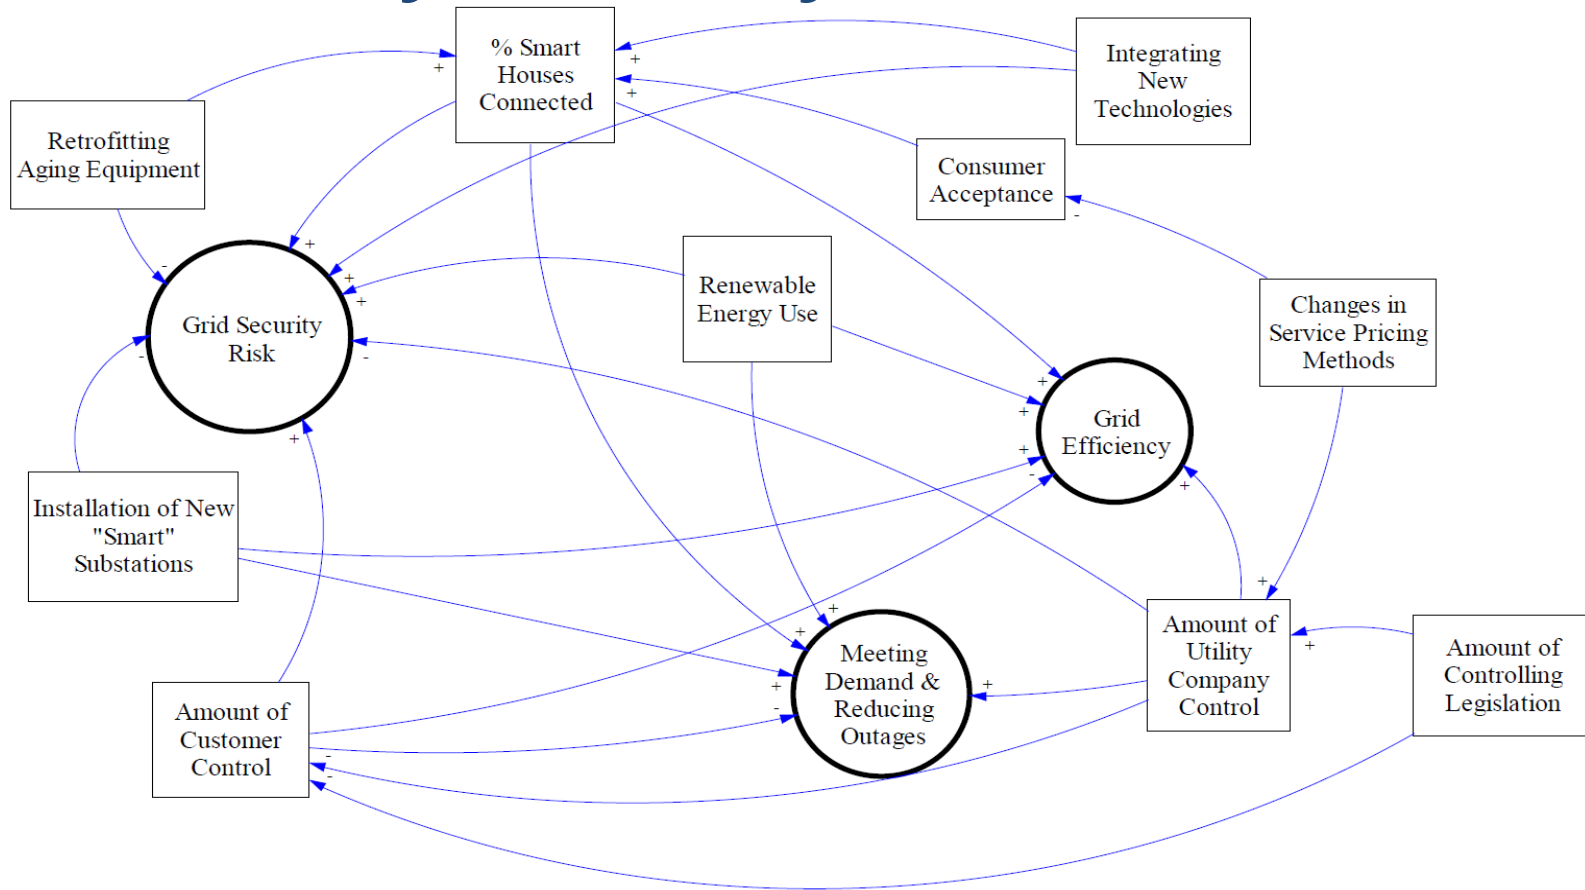 % Smart
Houses
Connected
Integrating
New
Technologies
Retrofitting
Aging Equipment
Consumer
Acceptance
Renewable
Energy Use
Changes in
Service Pricing
Methods
Grid Security
Risk
Grid
Efficiency
Installation of New
"Smart"
Substations
Amount of
Utility
Company
Control
Amount of
Controlling
Legislation
Meeting
Demand &
Reducing
Outages
Amount of
Customer
Control
+
+
+
-
+
+
+
-
-
-
+
+
+
+
-
+
+
+
+
+
+
-
+
-
-